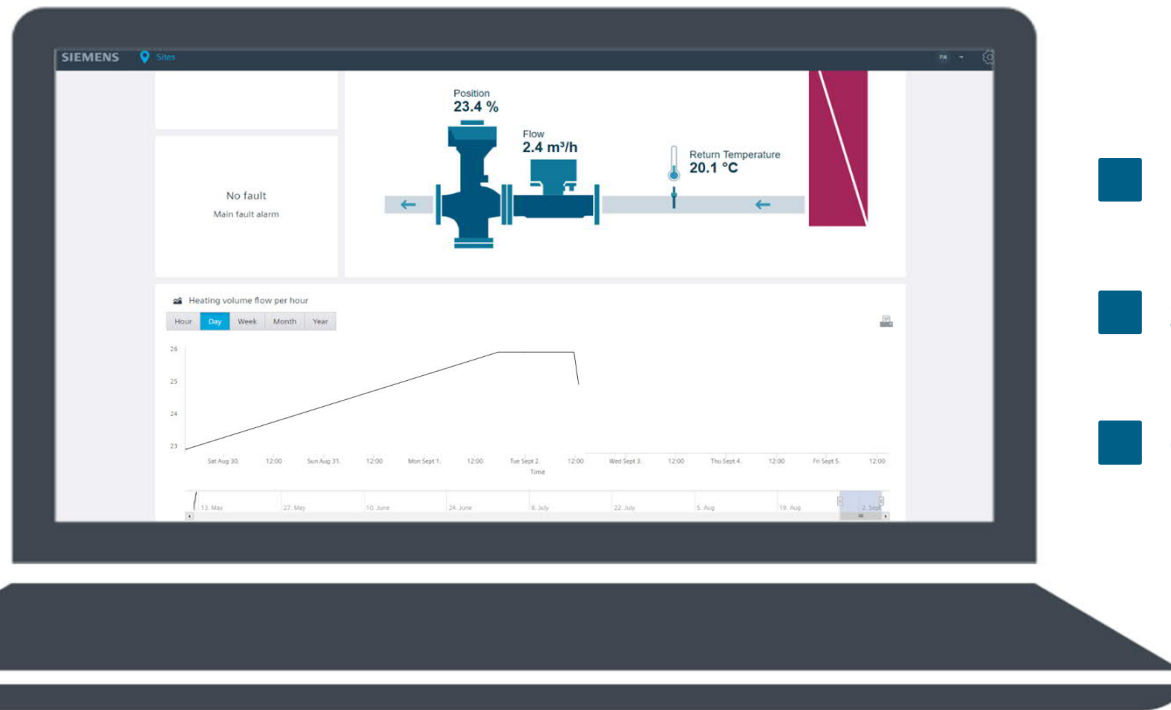 SIEMENS Sites PA
Position
23.4 %
Flow
2.4 m³/h
Return Temperature
20.1 °C
No fault
Main fault alarm
Heating volume flow per hour
Hour Day Week Month Year
26
25
24
23
Sat Aug 30. 12:00 Sun Aug 31. 12:00 Mon Sept 1. 12:00 Tue Sept 2. 12:00 Wed Sept 3. 12:00 Thu Sept 4. 12:00 Fri Sept 5. 12:00
Time
13. May 27. May 10. June 24. June 8. July 22. July 5. Aug 19. Aug 2. Sept